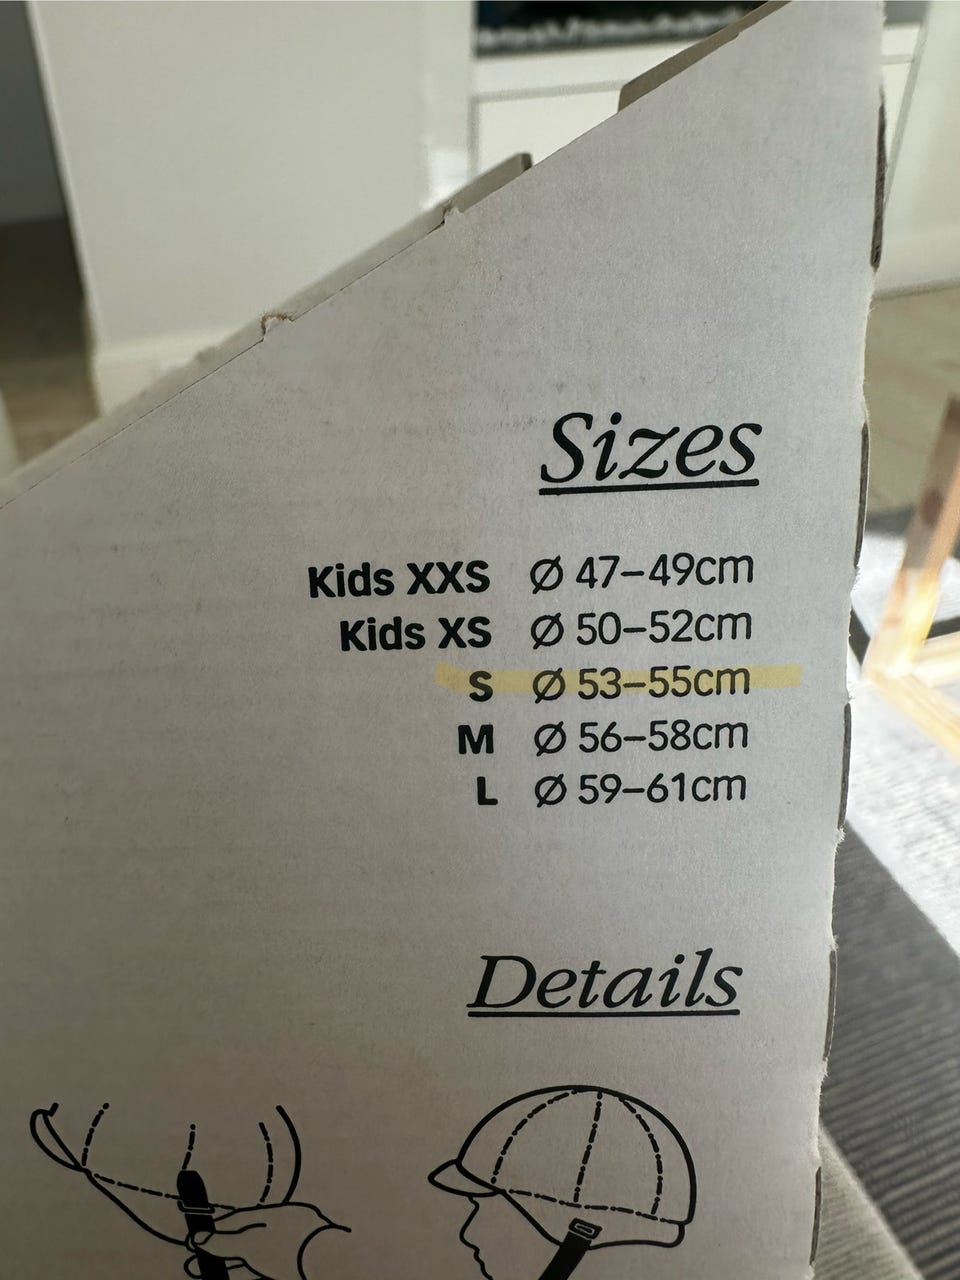 Sizes
Kids XXS Ø 47–49cm
Kids XS Ø 50–52cm
S Ø 53–55cm
M Ø 56–58cm
L Ø 59–61cm
Details